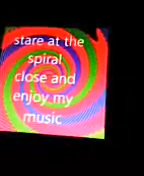 stare at the
spiral
close and
enjoy my
music